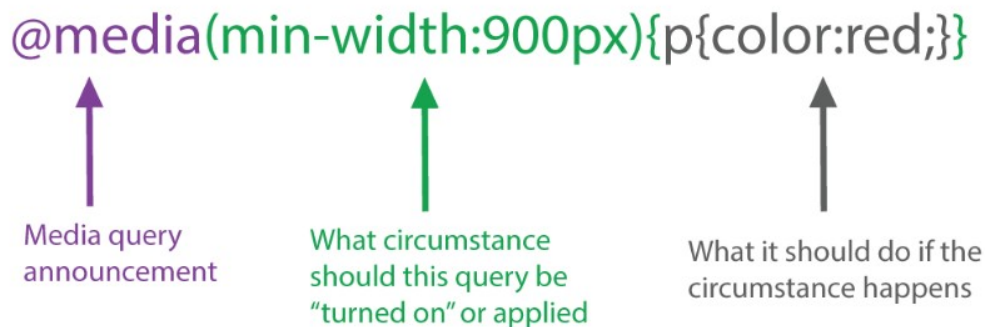 @media(min-width:900px){p{color:red;}}
Media query
announcement
What circumstance
should this query be
“turned on” or applied
What it should do if the
circumstance happens